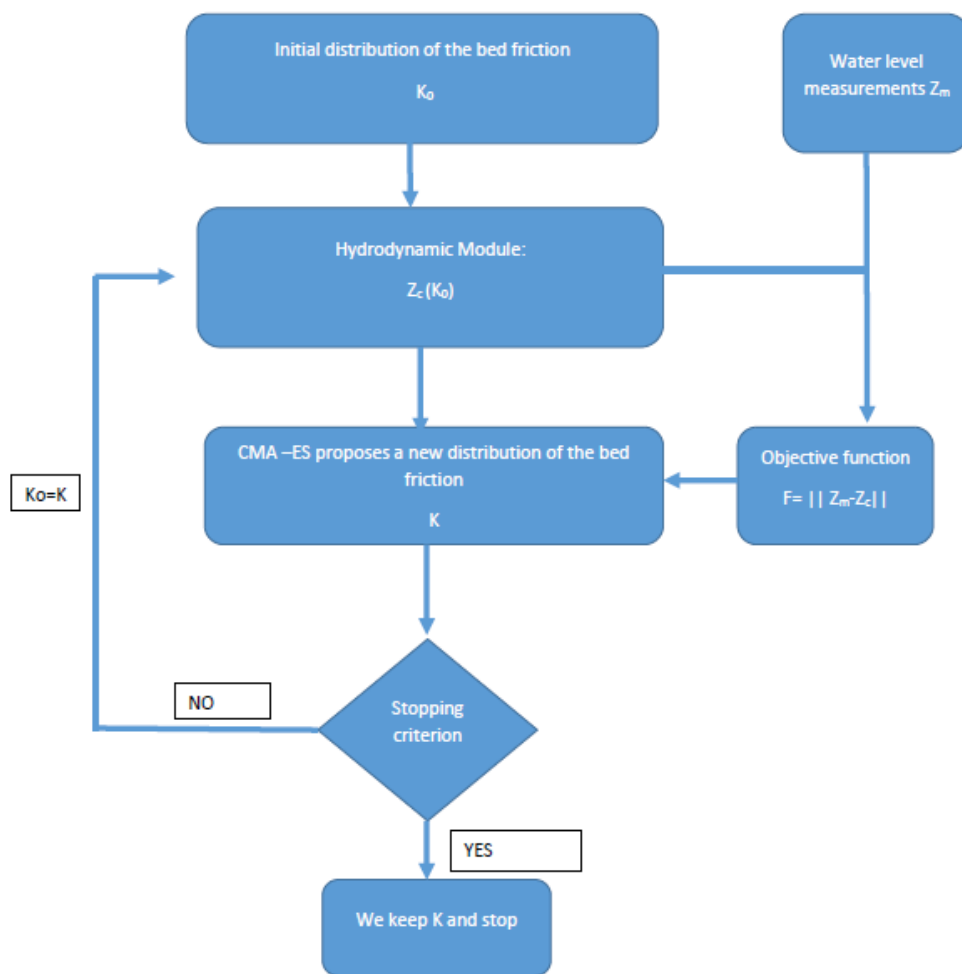 Initial distribution of the bed friction
K₀
Water level
measurements Zₘ
Hydrodynamic Module:
Z꜀ (K₀)
CMA –ES proposes a new distribution of the bed
friction
K
Objective function
F= || Zₘ-Z꜀||
Ko=K
NO
Stopping
criterion
YES
We keep K and stop